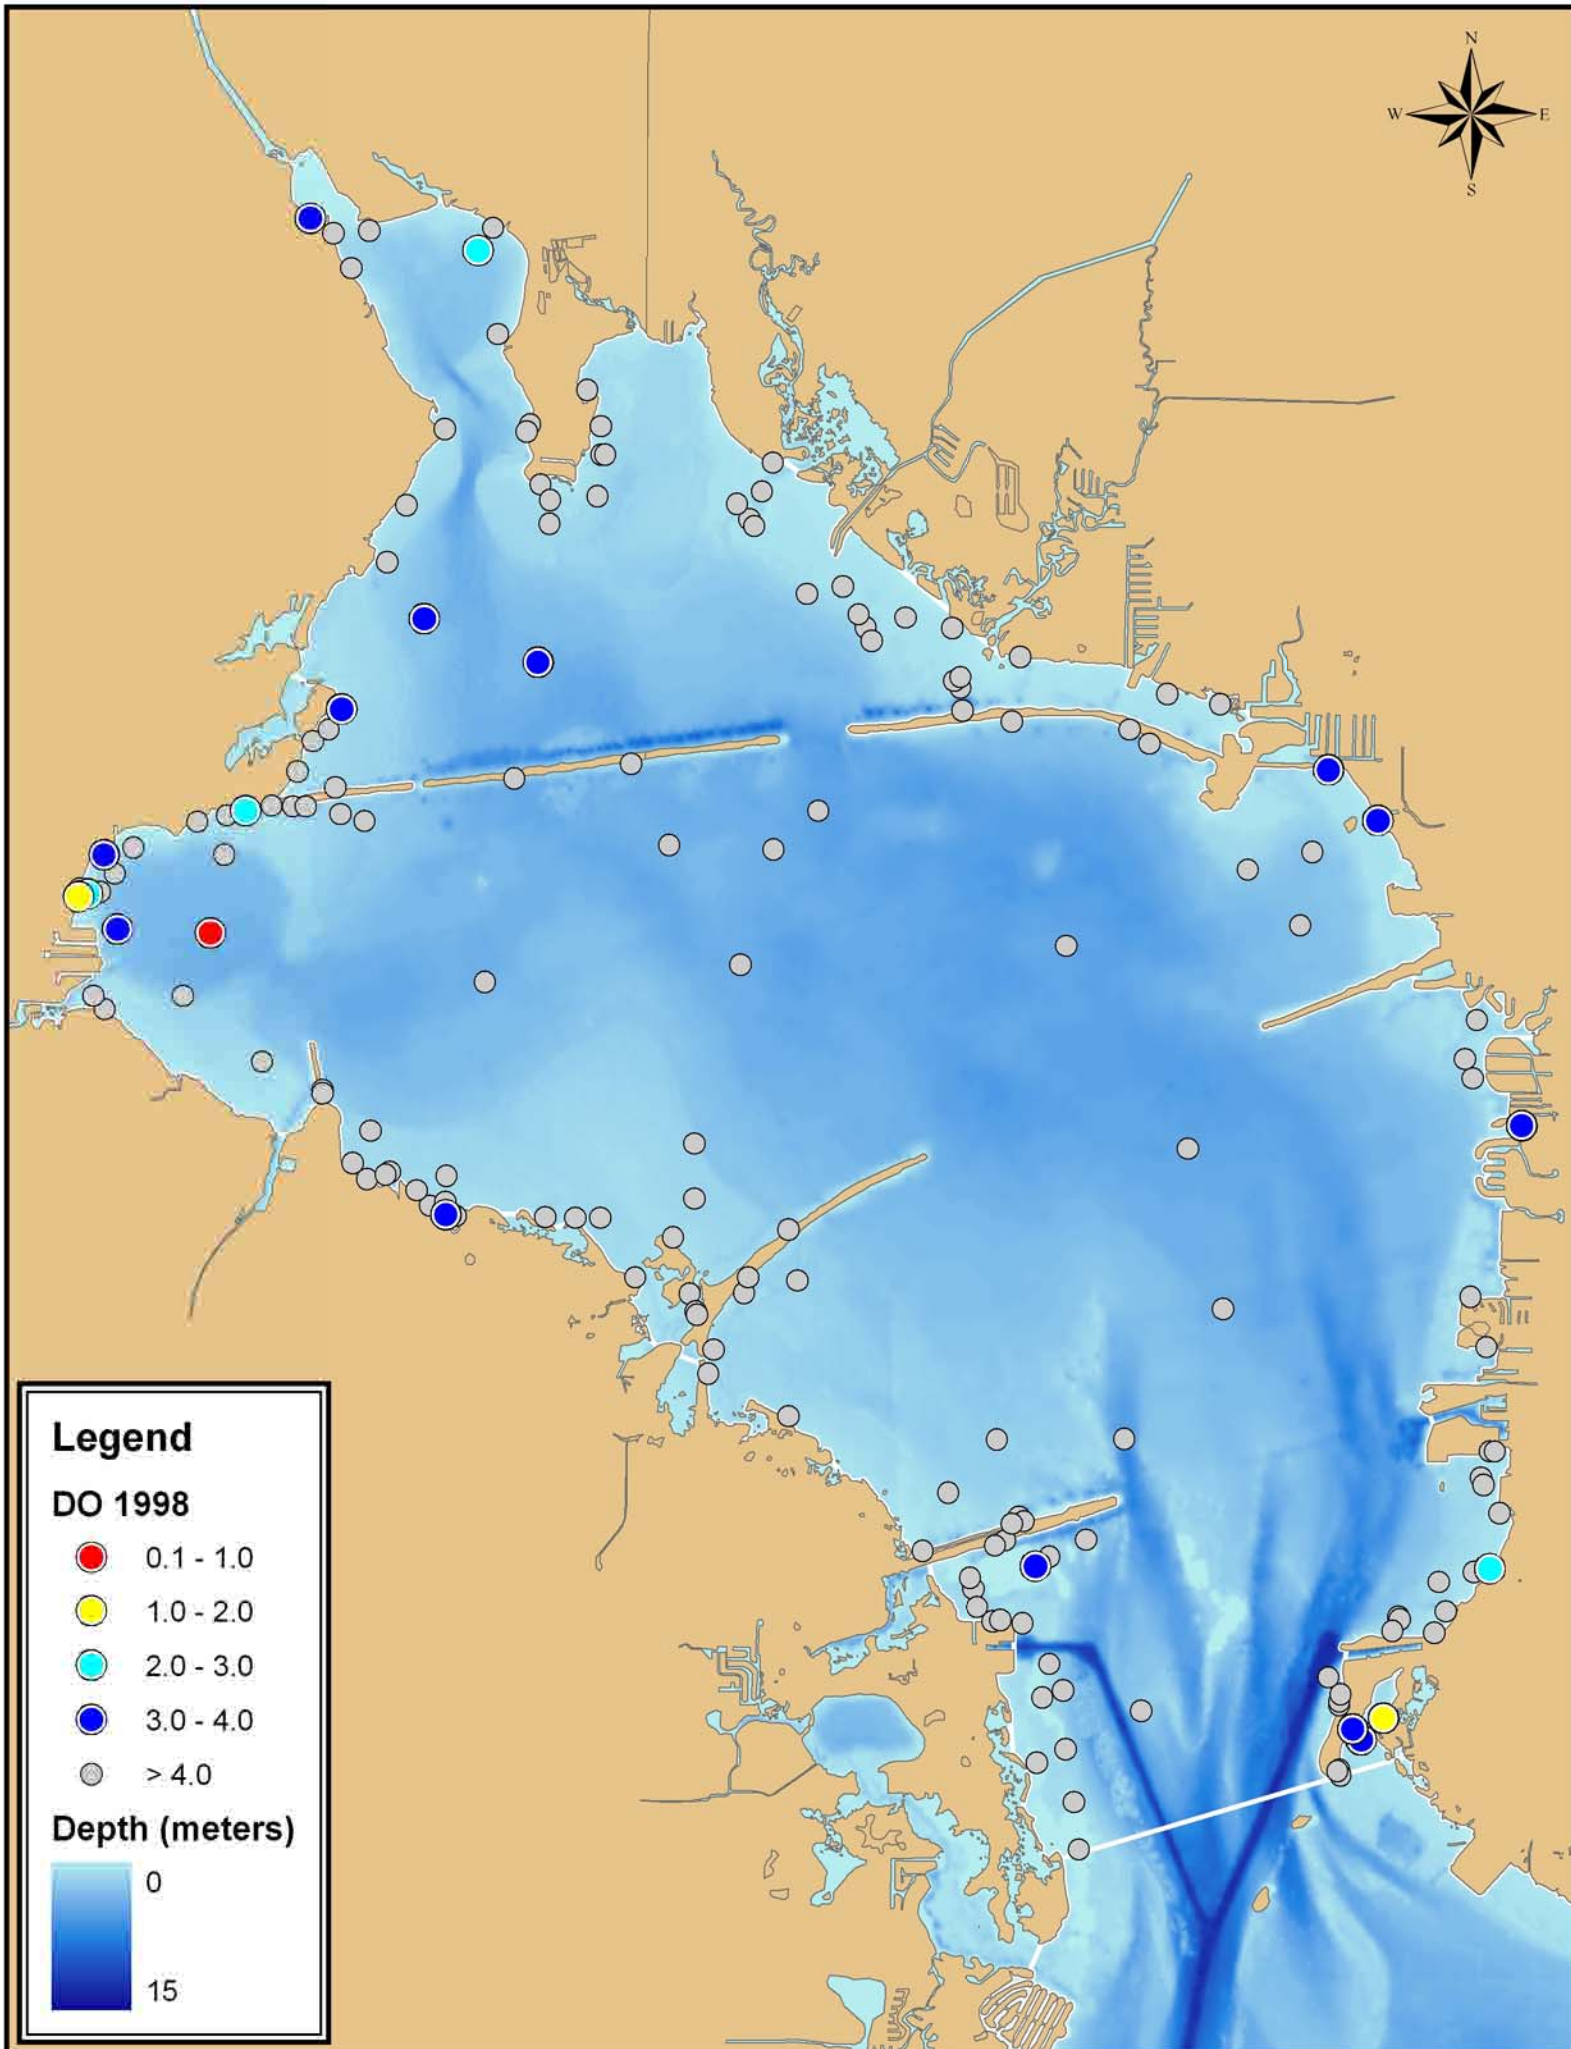 N
W E
S
Legend
DO 1998
0.1 - 1.0
1.0 - 2.0
2.0 - 3.0
3.0 - 4.0
> 4.0
Depth (meters)
0
15